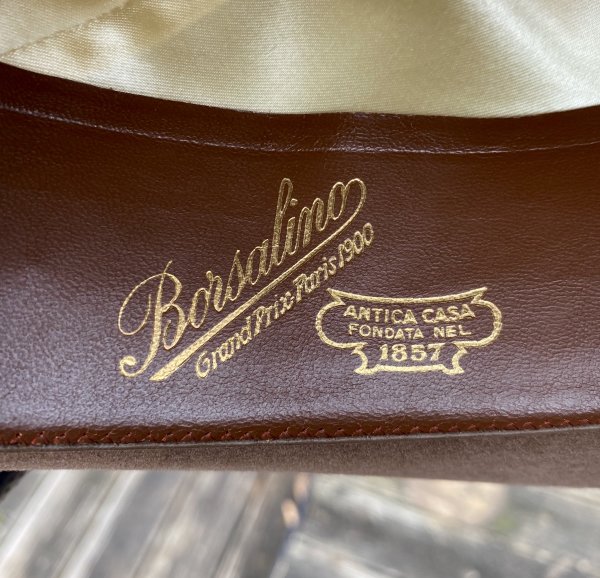 Borsalino
Grand Prix Paris 1900
ANTICA CASA
FONDATA NEL
1857